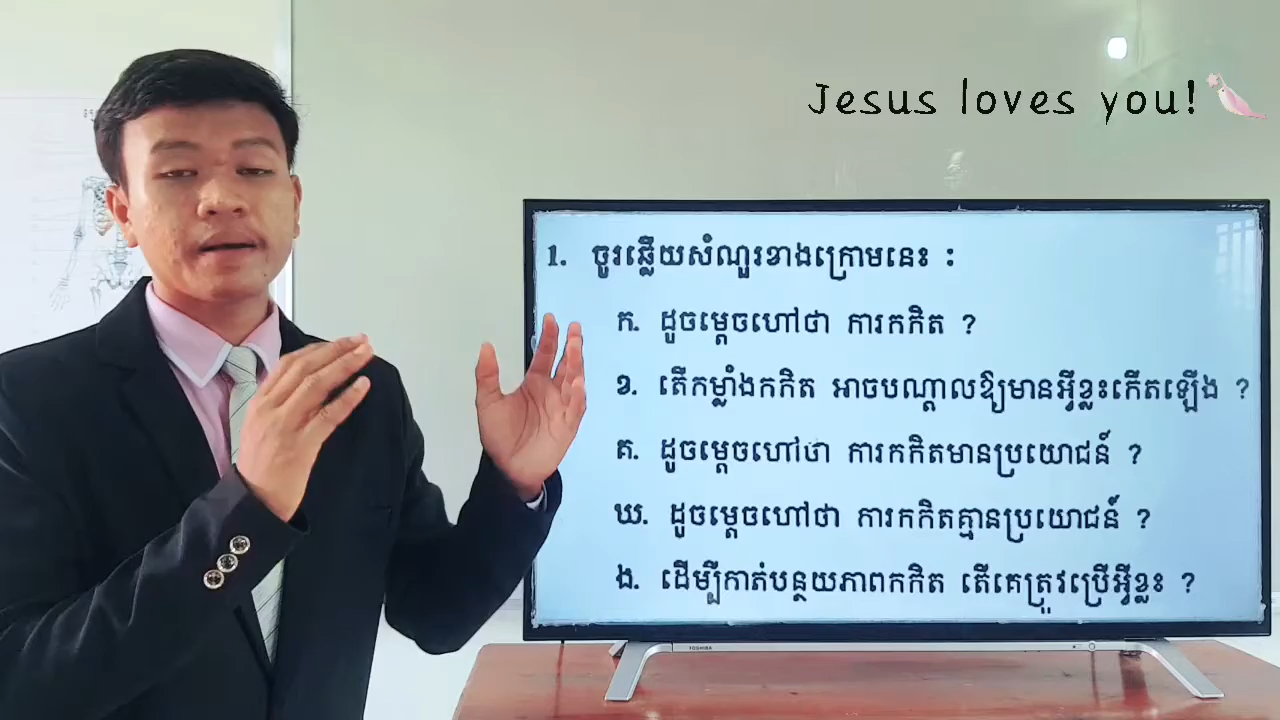 Jesus loves you!
1. ចូរឆ្លើយសំណួរខាងក្រោមនេះ :
ក. ដូចម្ដេចហៅថា ការកកិត ?
ខ. តើកម្លាំងកកិត អាចបណ្ដាលឱ្យមានអ្វីខ្លះកើតឡើង ?
គ. ដូចម្ដេចហៅថា ការកកិតមានប្រយោជន៍ ?
ឃ. ដូចម្ដេចហៅថា ការកកិតគ្មានប្រយោជន៍ ?
ង. ដើម្បីកាត់បន្ថយភាពកកិត តើគេត្រូវប្រើអ្វីខ្លះ ?
TOSHIBA